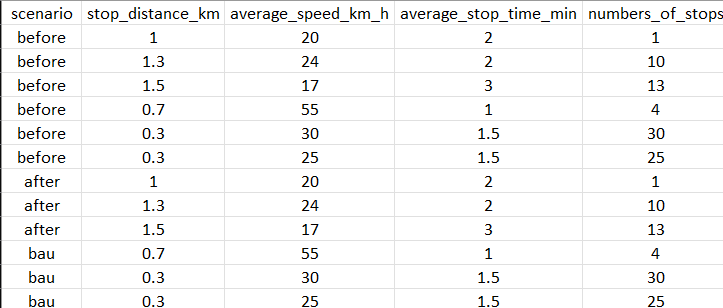 scenario stop_distance_km average_speed_km_h average_stop_time_min numbers_of_stops
before 1 20 2 1
before 1.3 24 2 10
before 1.5 17 3 13
before 0.7 55 1 4
before 0.3 30 1.5 30
before 0.3 25 1.5 25
after 1 20 2 1
after 1.3 24 2 10
after 1.5 17 3 13
bau 0.7 55 1 4
bau 0.3 30 1.5 30
bau 0.3 25 1.5 25